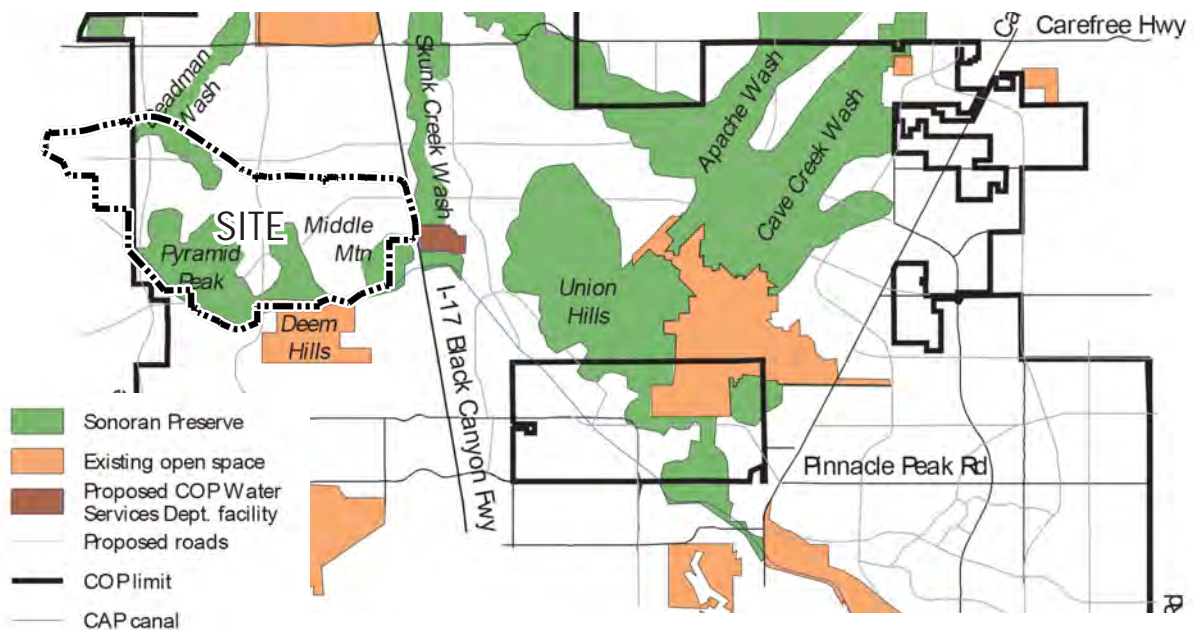 Carefree Hwy
Deadman
Wash
Skunk Creek Wash
Apache Wash
Cave Creek Wash
SITE
Middle
Mtn
Pyramid
Peak
Union
Hills
Deem
Hills
I-17 Black Canyon Fwy
Pinnacle Peak Rd
Sonoran Preserve
Existing open space
Proposed COP Water
Services Dept. facility
Proposed roads
COP limit
CAP canal